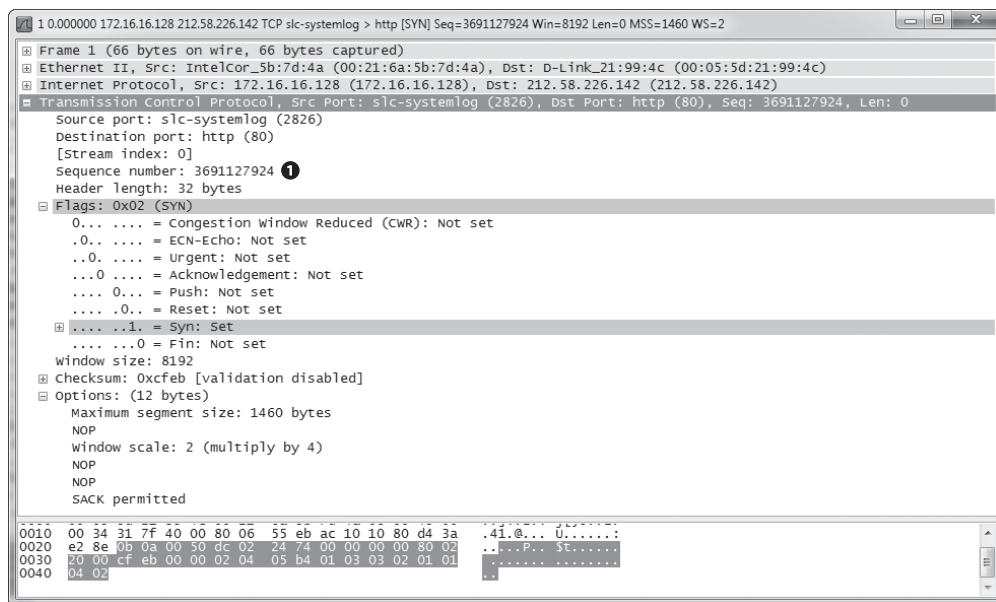 1 0.000000 172.16.16.128 212.58.226.142 TCP slc-systemlog > http [SYN] Seq=3691127924 Win=8192 Len=0 MSS=1460 WS=2
Frame 1 (66 bytes on wire, 66 bytes captured)
Ethernet II, Src: IntelCor_5b:7d:4a (00:21:6a:5b:7d:4a), Dst: D-Link_21:99:4c (00:05:5d:21:99:4c)
Internet Protocol, Src: 172.16.16.128 (172.16.16.128), Dst: 212.58.226.142 (212.58.226.142)
Transmission Control Protocol, Src Port: slc-systemlog (2826), Dst Port: http (80), Seq: 3691127924, Len: 0
Source port: slc-systemlog (2826)
Destination port: http (80)
[Stream index: 0]
Sequence number: 3691127924 1
Header length: 32 bytes
Flags: 0x02 (SYN)
0... .... = Congestion Window Reduced (CWR): Not set
.0.. .... = ECN-Echo: Not set
..0. .... = Urgent: Not set
...0 .... = Acknowledgement: Not set
.... 0... = Push: Not set
.... .0.. = Reset: Not set
.... ..1. = Syn: Set
.... ...0 = Fin: Not set
Window size: 8192
Checksum: 0xcfeb [validation disabled]
Options: (12 bytes)
Maximum segment size: 1460 bytes
NOP
Window scale: 2 (multiply by 4)
NOP
NOP
SACK permitted
0010 00 34 31 7f 40 00 80 06 55 eb ac 10 10 80 d4 3a .41.@... U......:
0020 e2 8e 0b 0a 00 50 dc 02 24 74 00 00 00 00 80 02 .....P.. $t......
0030 20 00 cf eb 00 00 02 04 05 b4 01 03 03 02 01 01 ....... ........
0040 04 02 ..